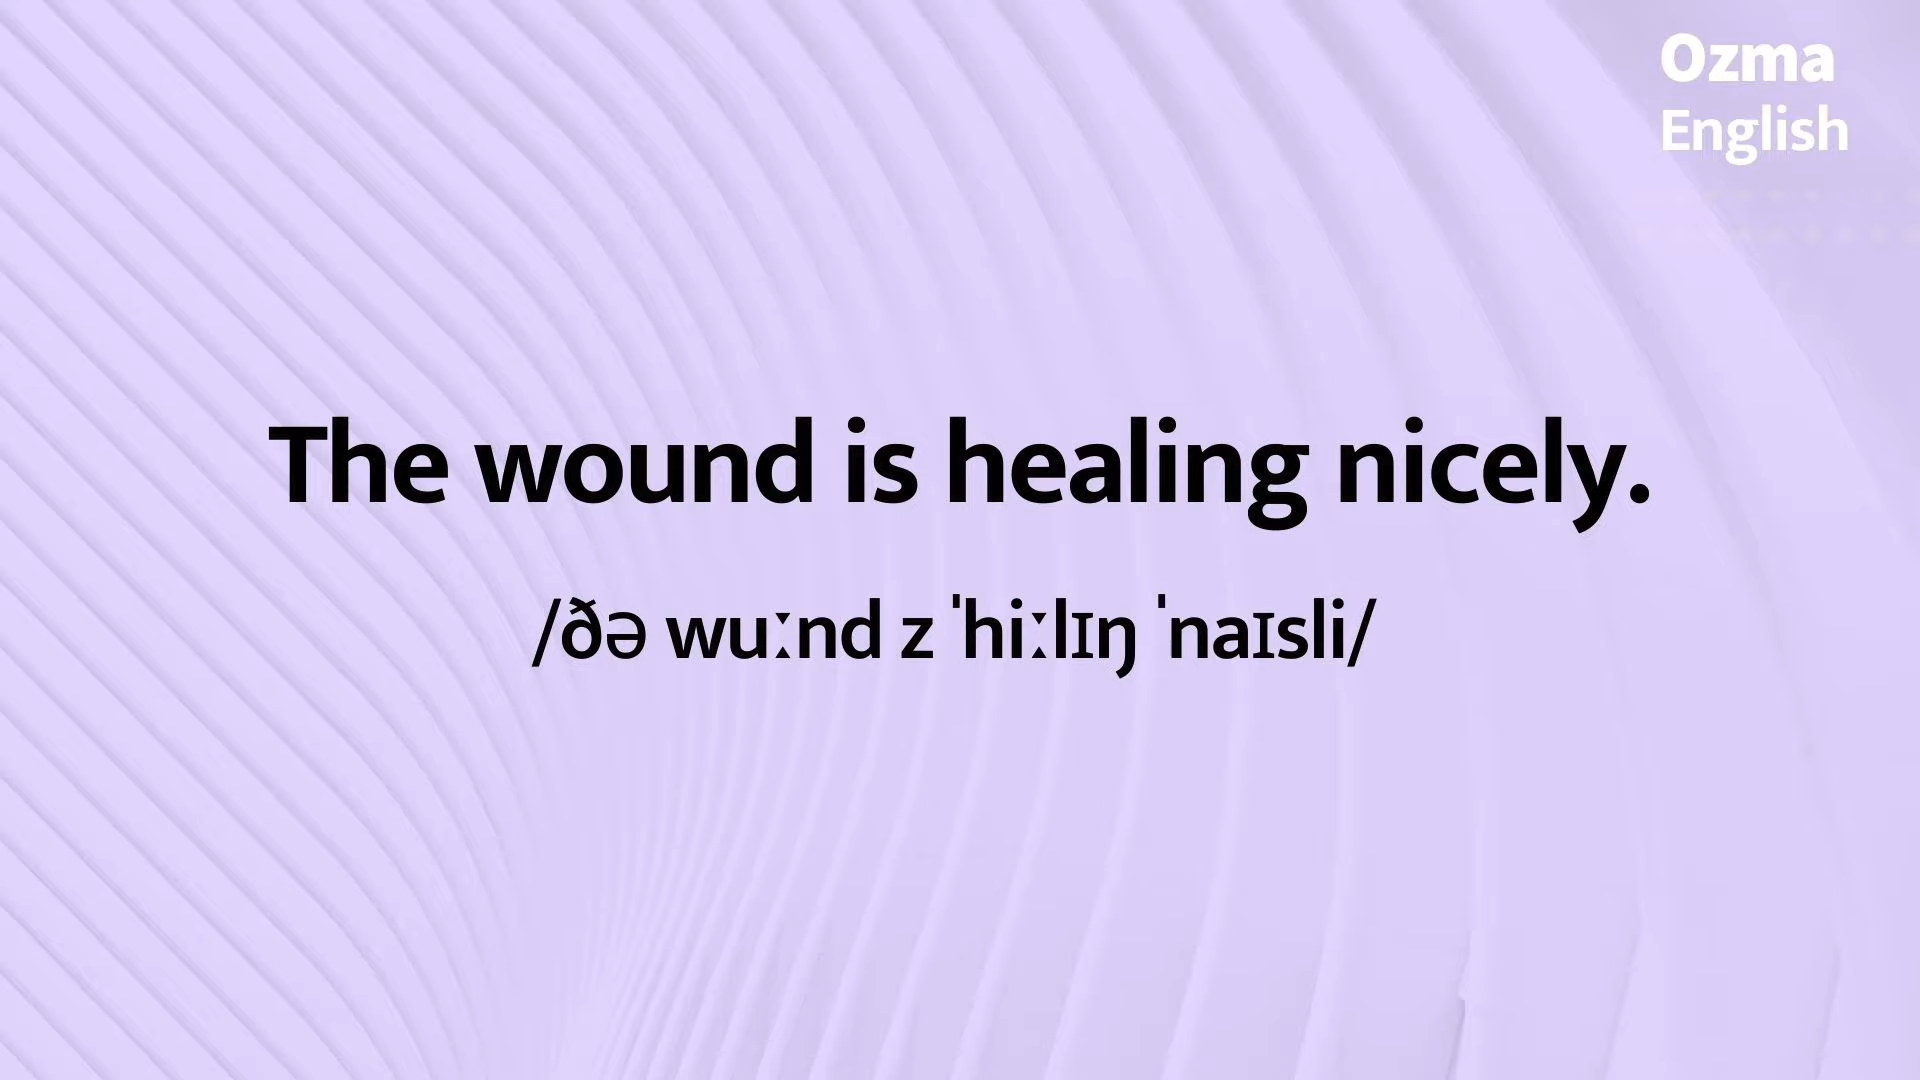 Ozma
English
The wound is healing nicely.
/ðə wuːnd z ˈhiːlɪŋ ˈnaɪsli/